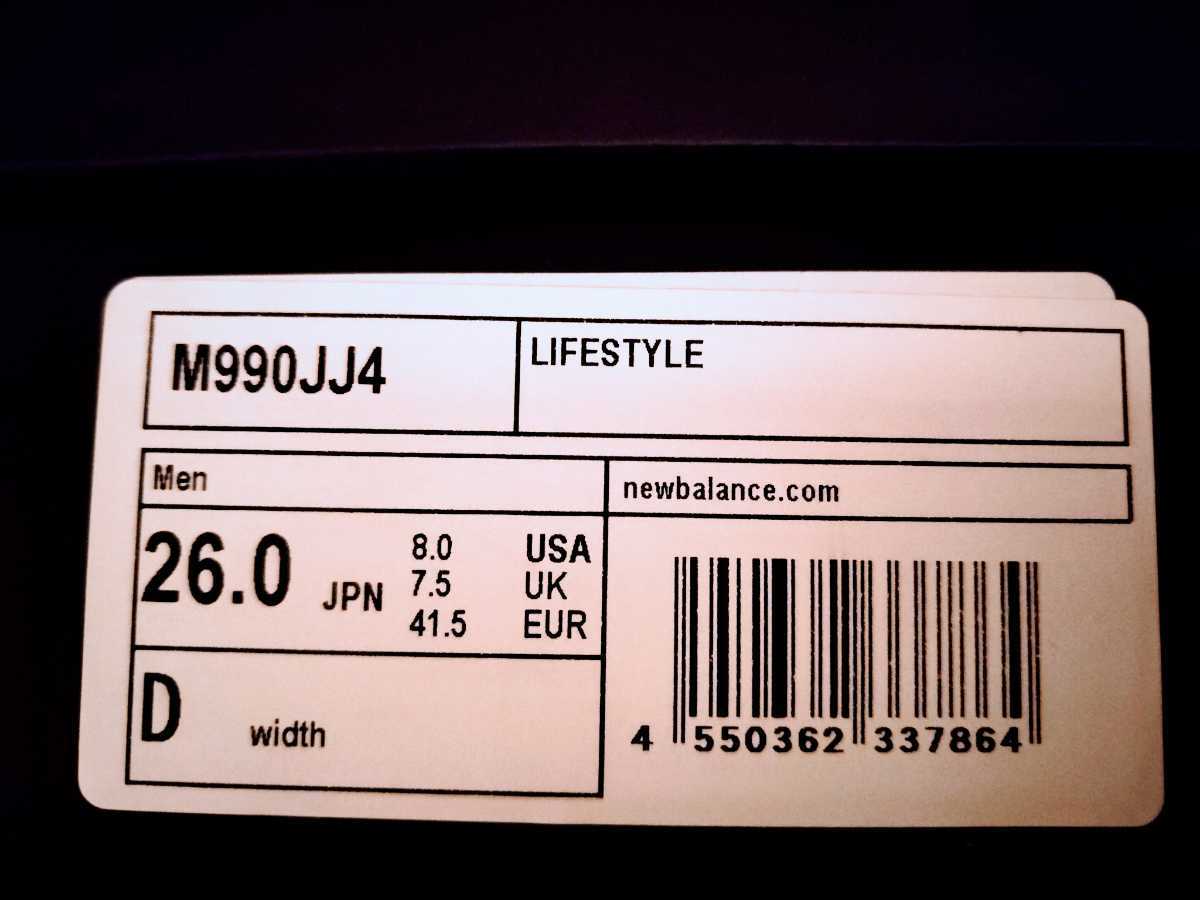 M990JJ4
LIFESTYLE
Men
newbalance.com
26.0 JPN
8.0 USA
7.5 UK
41.5 EUR
D width
4 550362 337864